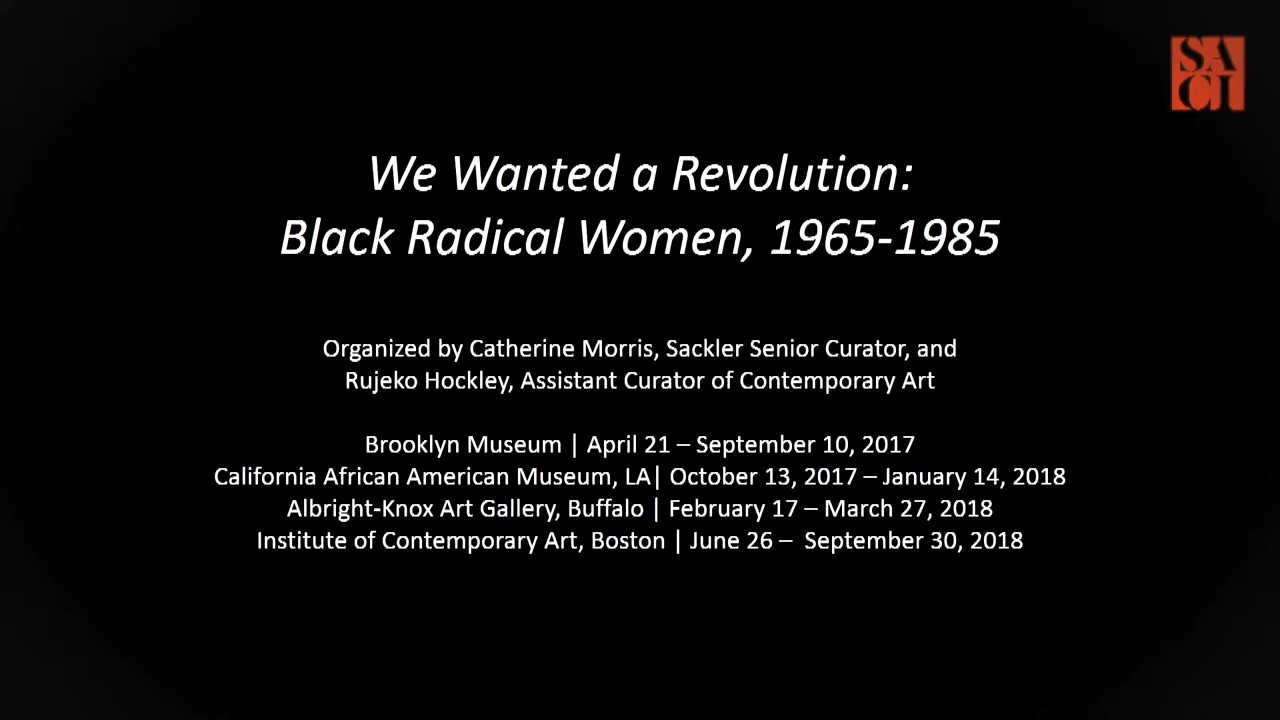 SA
CI
We Wanted a Revolution:
Black Radical Women, 1965-1985
Organized by Catherine Morris, Sackler Senior Curator, and
Rujeko Hockley, Assistant Curator of Contemporary Art
Brooklyn Museum | April 21 – September 10, 2017
California African American Museum, LA| October 13, 2017 – January 14, 2018
Albright-Knox Art Gallery, Buffalo | February 17 – March 27, 2018
Institute of Contemporary Art, Boston | June 26 –  September 30, 2018